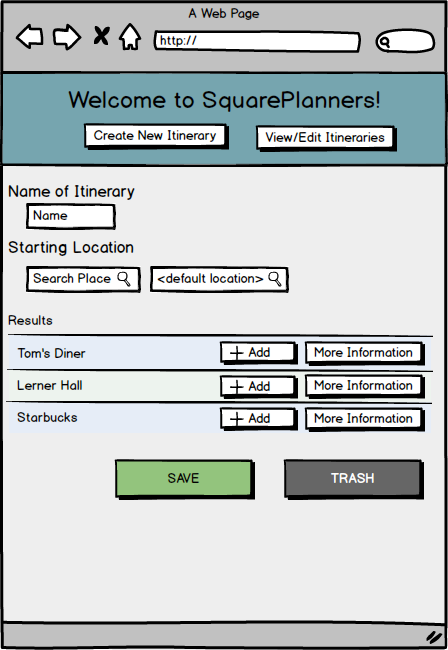 A Web Page
http://
Welcome to SquarePlanners!
Create New Itinerary View/Edit Itineraries
Name of Itinerary
Name
Starting Location
Search Place <default location>
Results
Tom's Diner + Add More Information
Lerner Hall + Add More Information
Starbucks + Add More Information
SAVE TRASH